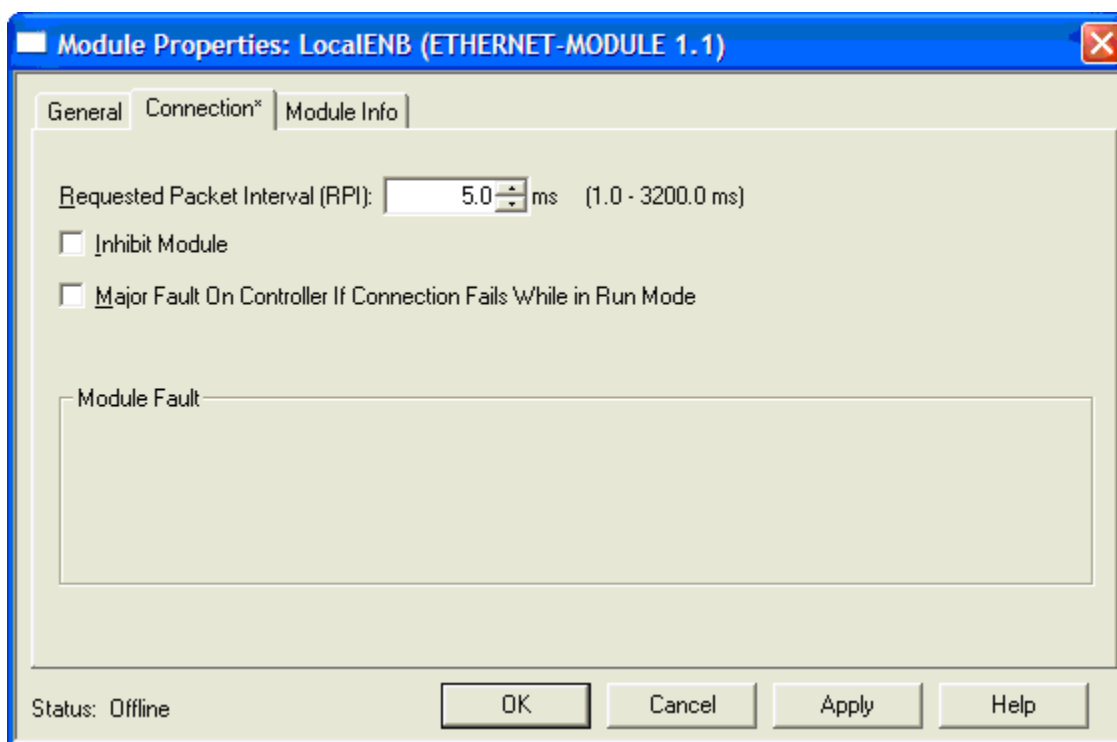 Module Properties: LocalENB (ETHERNET-MODULE 1.1)
General Connection* Module Info
Requested Packet Interval (RPI): 5.0 ms (1.0 - 3200.0 ms)
Inhibit Module
Major Fault On Controller If Connection Fails While in Run Mode
Module Fault
Status: Offline OK Cancel Apply Help